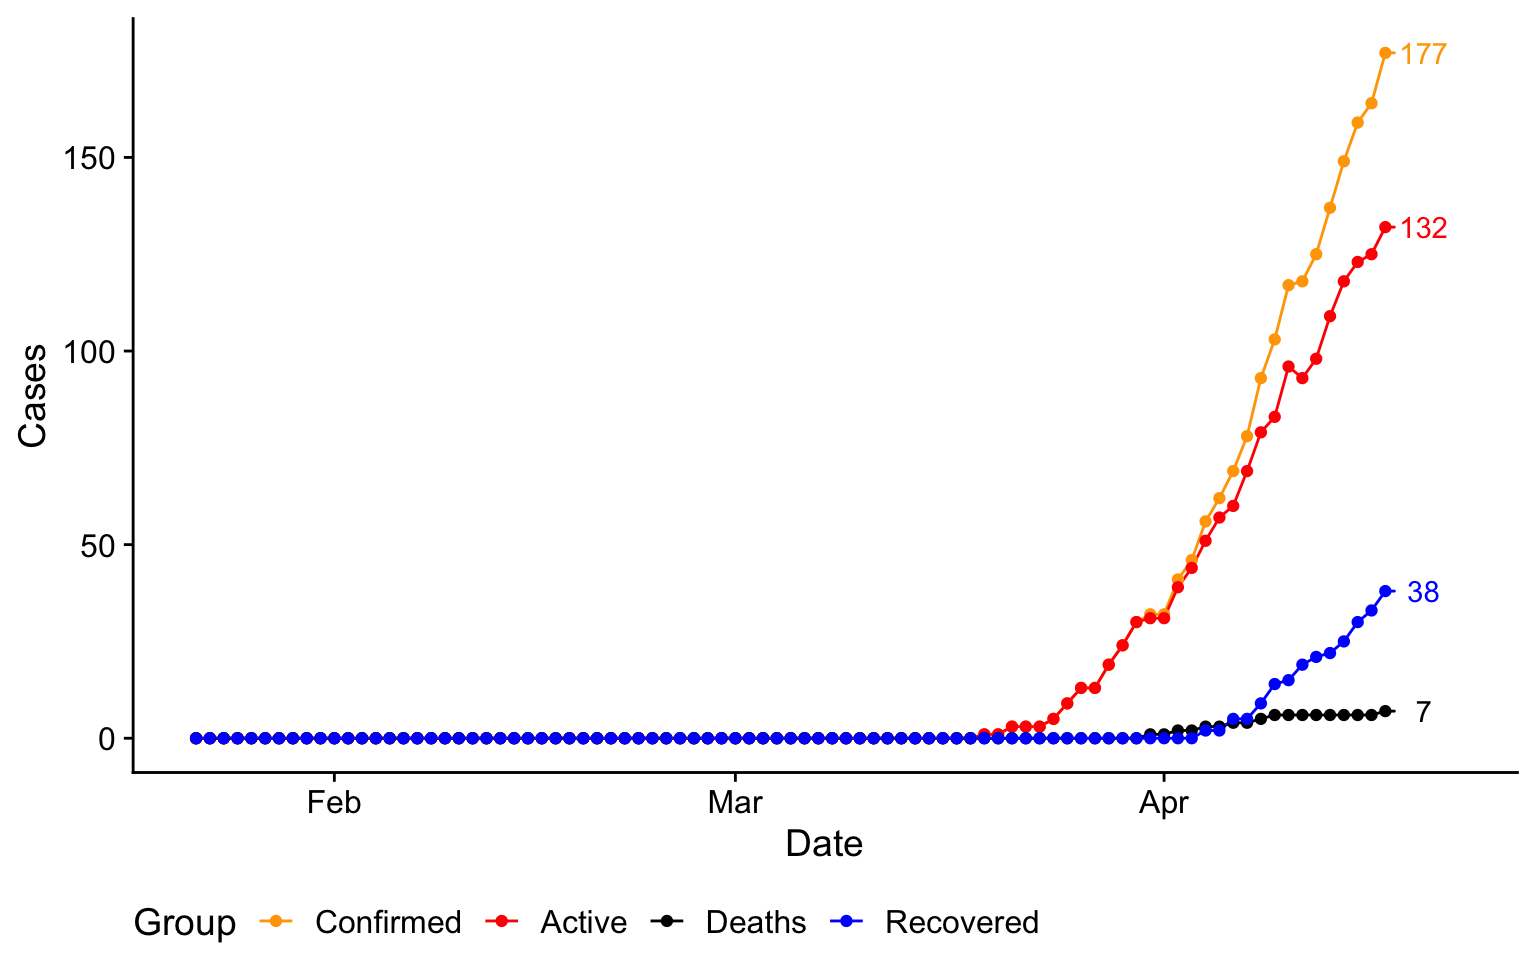 177
150
132
100
Cases
50
38
7
0
Feb Mar Apr
Date
Group Confirmed Active Deaths Recovered